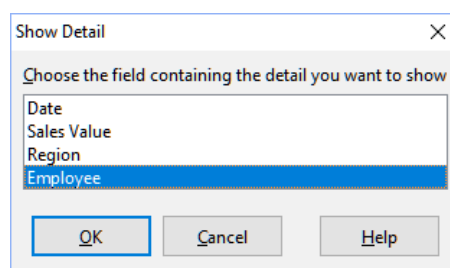 Show Detail
Choose the field containing the detail you want to show
Date
Sales Value
Region
Employee
OK Cancel Help